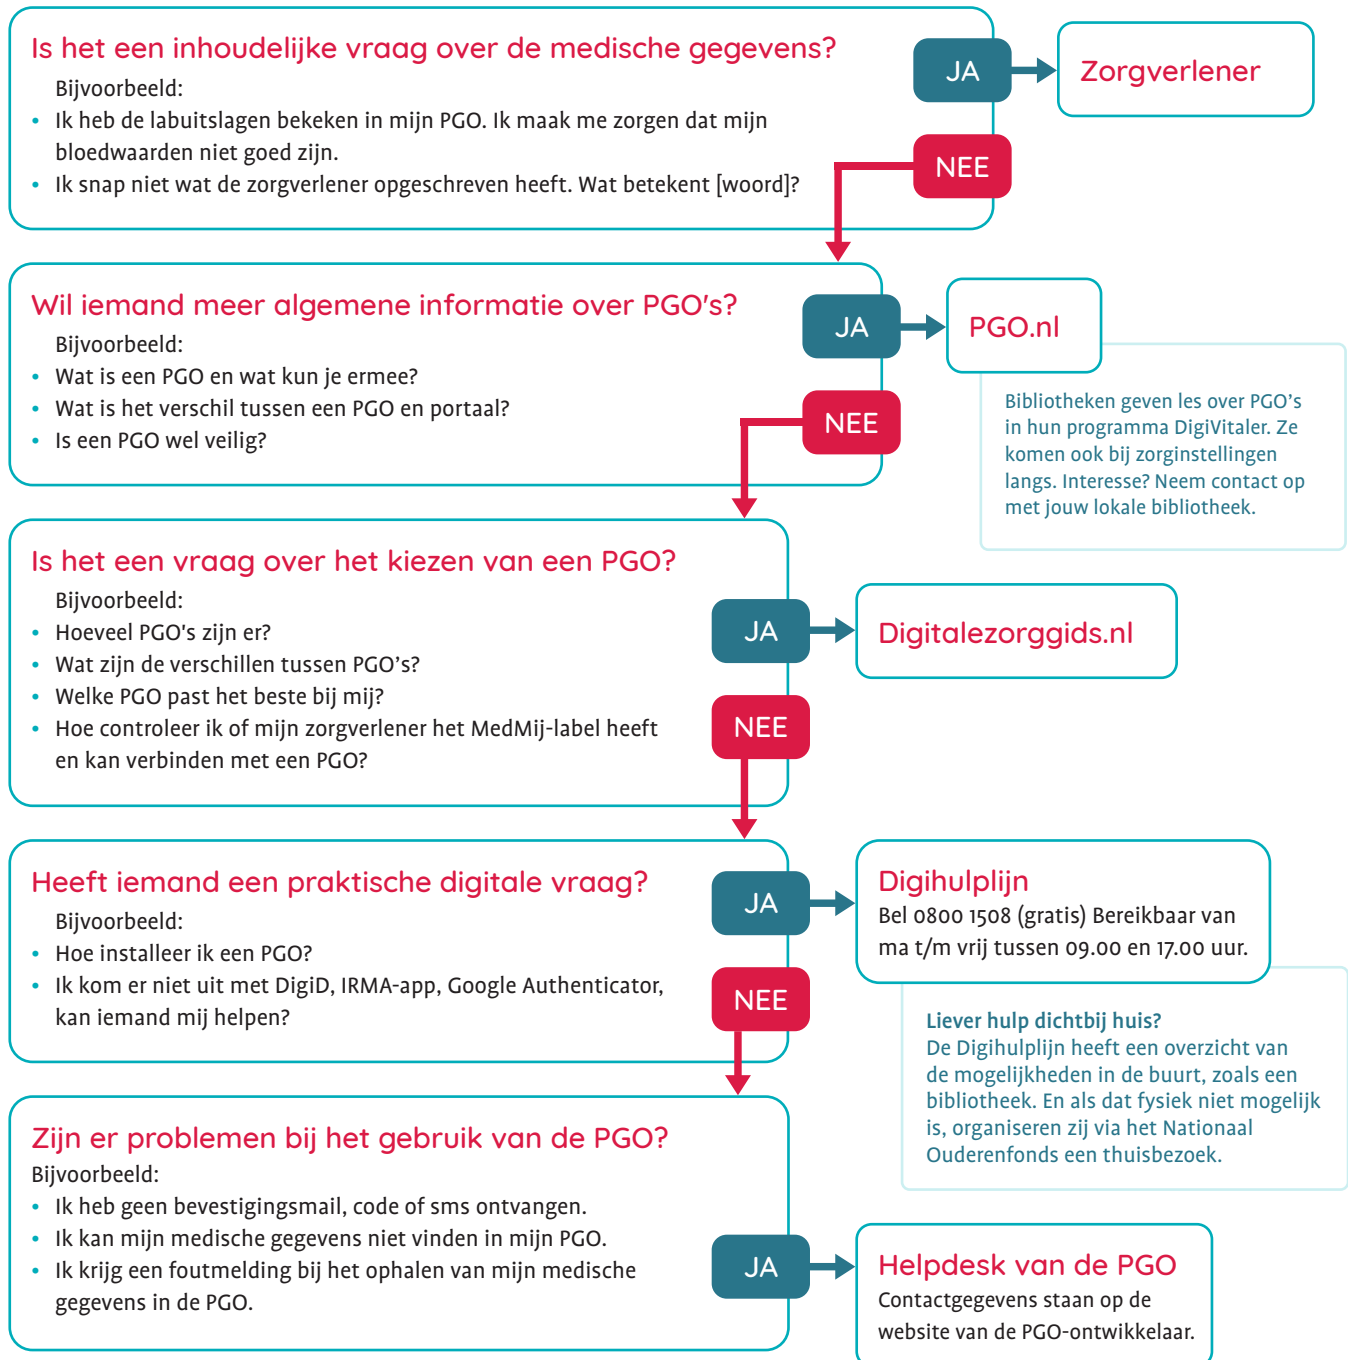 Is het een inhoudelijke vraag over de medische gegevens?
Bijvoorbeeld:
• Ik heb de labuitslagen bekeken in mijn PGO. Ik maak me zorgen dat mijn
bloedwaarden niet goed zijn.
• Ik snap niet wat de zorgverlener opgeschreven heeft. Wat betekent [woord]?
JA
Zorgverlener
NEE
Wil iemand meer algemene informatie over PGO's?
Bijvoorbeeld:
• Wat is een PGO en wat kun je ermee?
• Wat is het verschil tussen een PGO en portaal?
• Is een PGO wel veilig?
JA
PGO.nl
NEE
Bibliotheken geven les over PGO’s
in hun programma DigiVitaler. Ze
komen ook bij zorginstellingen
langs. Interesse? Neem contact op
met jouw lokale bibliotheek.
Is het een vraag over het kiezen van een PGO?
Bijvoorbeeld:
• Hoeveel PGO's zijn er?
• Wat zijn de verschillen tussen PGO’s?
• Welke PGO past het beste bij mij?
• Hoe controleer ik of mijn zorgverlener het MedMij-label heeft
en kan verbinden met een PGO?
JA
Digitalezorggids.nl
NEE
Heeft iemand een praktische digitale vraag?
Bijvoorbeeld:
• Hoe installeer ik een PGO?
• Ik kom er niet uit met DigiD, IRMA-app, Google Authenticator,
kan iemand mij helpen?
JA
Digihulplijn
Bel 0800 1508 (gratis) Bereikbaar van
ma t/m vrij tussen 09.00 en 17.00 uur.
NEE
Liever hulp dichtbij huis?
De Digihulplijn heeft een overzicht van
de mogelijkheden in de buurt, zoals een
bibliotheek. En als dat fysiek niet mogelijk
is, organiseren zij via het Nationaal
Ouderenfonds een thuisbezoek.
Zijn er problemen bij het gebruik van de PGO?
Bijvoorbeeld:
• Ik heb geen bevestigingsmail, code of sms ontvangen.
• Ik kan mijn medische gegevens niet vinden in mijn PGO.
• Ik krijg een foutmelding bij het ophalen van mijn medische
gegevens in de PGO.
JA
Helpdesk van de PGO
Contactgegevens staan op de
website van de PGO-ontwikkelaar.